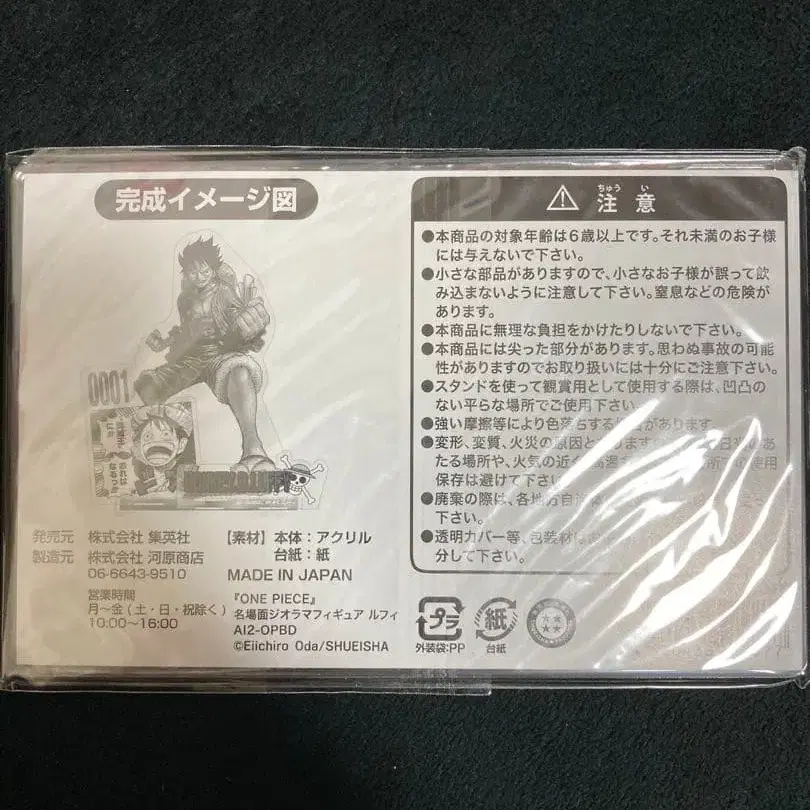 完成イメージ図
0001
発売元 株式会社 集英社
製造元 株式会社 河原商店
06-6643-9510
営業時間
月〜金(土・日・祝除く)
10:00〜16:00
【素材】本体:アクリル
台紙:紙
MADE IN JAPAN
『ONE PIECE』
名場面ジオラマフィギュア ルフィ
AI2-OPBD
©Eiichiro Oda/SHUEISHA
ちゅう い
注 意
●本商品の対象年齢は6歳以上です。それ未満のお子様
には与えないで下さい。
●小さな部品がありますので、小さなお子様が誤って飲
み込まないように注意して下さい。窒息などの危険が
あります。
●本商品に無理な負担をかけたりしないで下さい。
●本商品には尖った部分があります。思わぬ事故の可能
性がありますのでお取り扱いには十分にご注意下さい。
●スタンドを使って観賞用として使用する際は、凹凸の
ない平らな場所でご使用下さい。
●強い摩擦等により色落ちする場合があります。
●変形、変質、火災の原因と
たる場所や、火気の近く
使用
保存は避けて下さい。
●廃棄の際は、各地方自治
下さい。
●透明カバー等、包装材
分して下さい。
プラ
外装袋:PP
紙
台紙